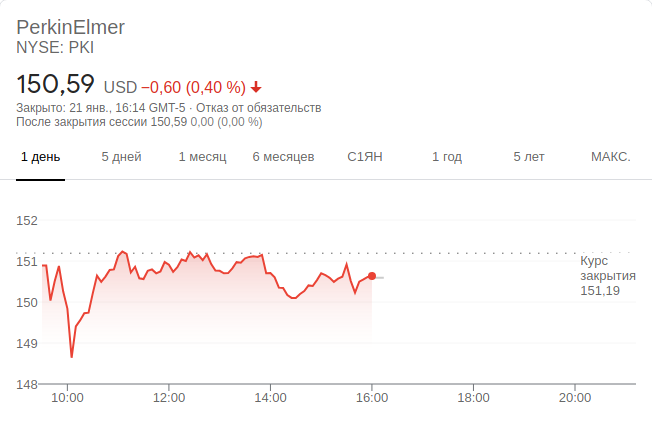 PerkinElmer
NYSE: PKI
150,59 USD −0,60 (0,40 %)
Закрыто: 21 янв., 16:14 GMT-5 · Отказ от обязательств
После закрытия сессии 150,59 0,00 (0,00 %)
1 день 5 дней 1 месяц 6 месяцев С1ЯН 1 год 5 лет МАКС.
152
151
150
149
148
Курс
закрытия
151,19
10:00 12:00 14:00 16:00 18:00 20:00